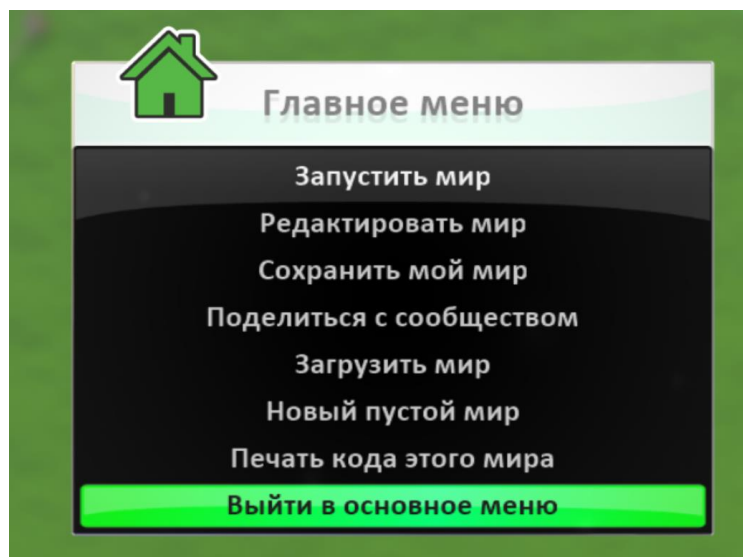 Главное меню
Запустить мир
Редактировать мир
Сохранить мой мир
Поделиться с сообществом
Загрузить мир
Новый пустой мир
Печать кода этого мира
Выйти в основное меню